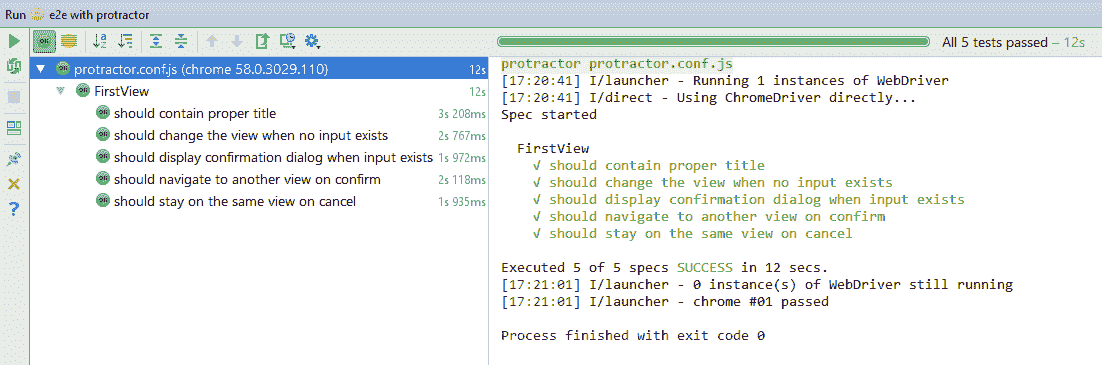 Run e2e with protractor
All 5 tests passed – 12s
protractor.conf.js (chrome 58.0.3029.110) 12s
FirstView 12s
should contain proper title 3s 208ms
should change the view when no input exists 2s 767ms
should display confirmation dialog when input exists 1s 972ms
should navigate to another view on confirm 2s 118ms
should stay on the same view on cancel 1s 935ms
protractor protractor.conf.js
[17:20:41] I/launcher - Running 1 instances of WebDriver
[17:20:41] I/direct - Using ChromeDriver directly...
Spec started
FirstView
√ should contain proper title
√ should change the view when no input exists
√ should display confirmation dialog when input exists
√ should navigate to another view on confirm
√ should stay on the same view on cancel
Executed 5 of 5 specs SUCCESS in 12 secs.
[17:21:01] I/launcher - 0 instance(s) of WebDriver still running
[17:21:01] I/launcher - chrome #01 passed
Process finished with exit code 0